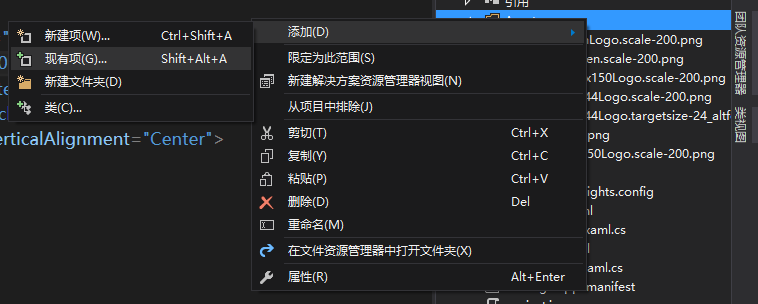 新建项(W)... Ctrl+Shift+A
现有项(G)... Shift+Alt+A
新建文件夹(D)
类(C)...
erticalAlignment="Center">
添加(D)
限定为此范围(S)
新建解决方案资源管理器视图(N)
从项目中排除(J)
剪切(T) Ctrl+X
复制(Y) Ctrl+C
粘贴(P) Ctrl+V
删除(D) Del
重命名(M)
在文件资源管理器中打开文件夹(X)
属性(R) Alt+Enter
引用
Logo.scale-200.png
en.scale-200.png
x150Logo.scale-200.png
44Logo.scale-200.png
44Logo.targetsize-24_altf
.png
50Logo.scale-200.png
ights.config
ml
xaml.cs
l
aml.cs
manifest
团队资源管理器
类视图